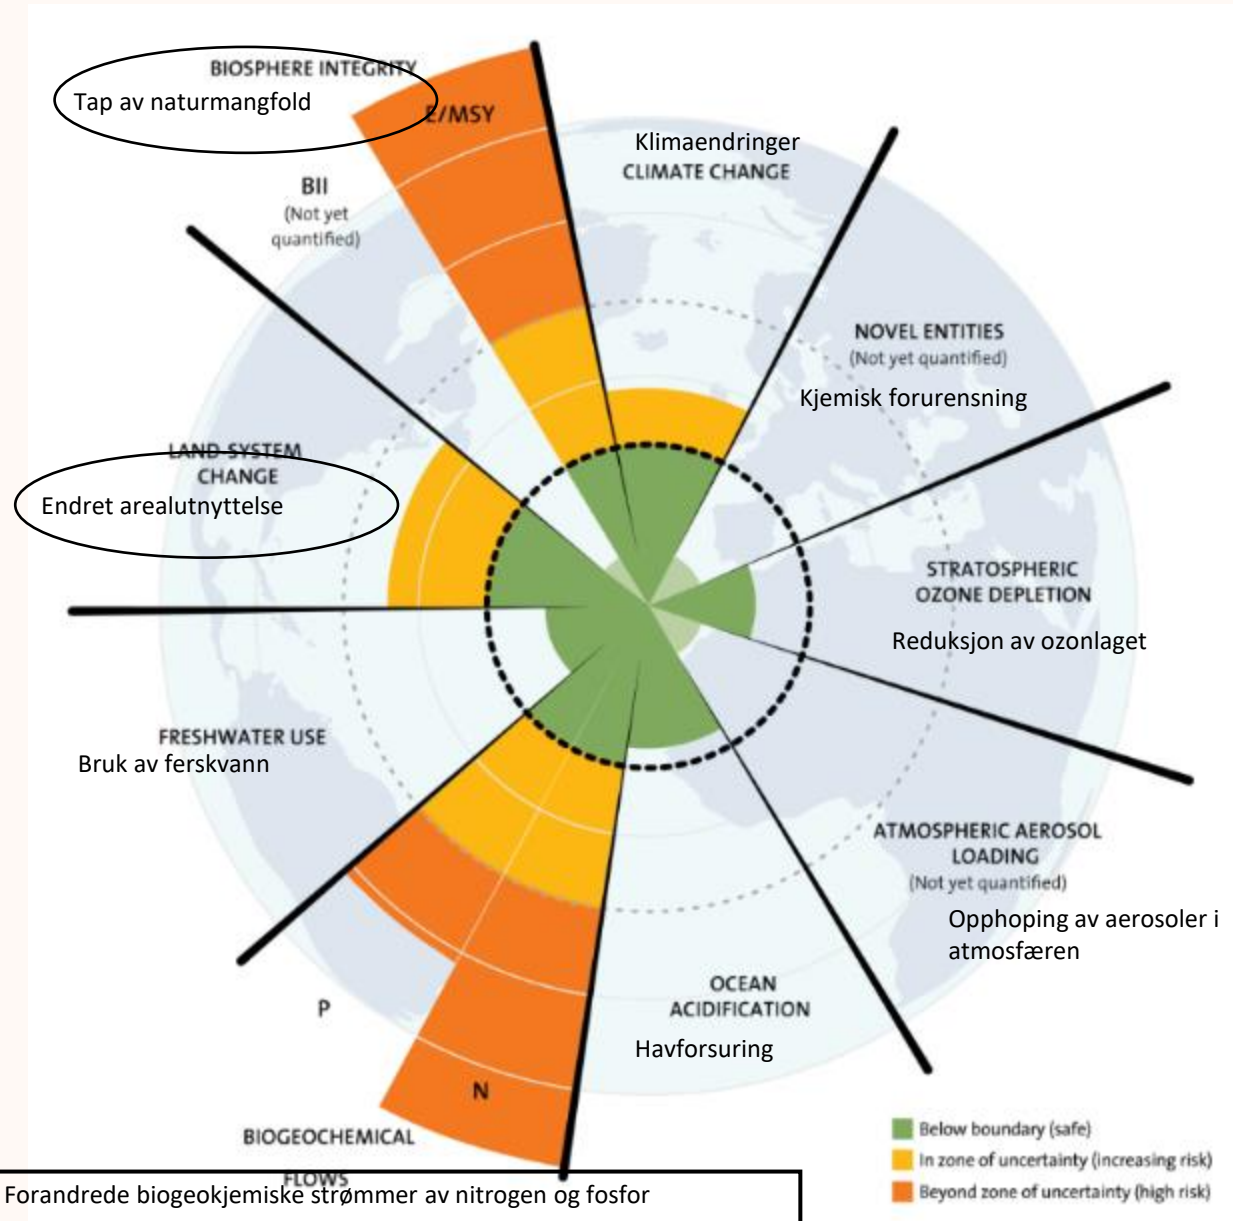 BIOSPHERE INTEGRITY
Tap av naturmangfold
E/MSY
BII
(Not yet
quantified)
Klimaendringer
CLIMATE CHANGE
NOVEL ENTITIES
(Not yet quantified)
Kjemisk forurensning
LAND-SYSTEM
CHANGE
Endret arealutnyttelse
STRATOSPHERIC
OZONE DEPLETION
Reduksjon av ozonlaget
FRESHWATER USE
Bruk av ferskvann
ATMOSPHERIC AEROSOL
LOADING
(Not yet quantified)
Opphoping av aerosoler i
atmosfæren
OCEAN
ACIDIFICATION
Havforsuring
P
N
BIOGEOCHEMICAL
FLOWS
Forandrede biogeokjemiske strømmer av nitrogen og fosfor
Below boundary (safe)
In zone of uncertainty (increasing risk)
Beyond zone of uncertainty (high risk)